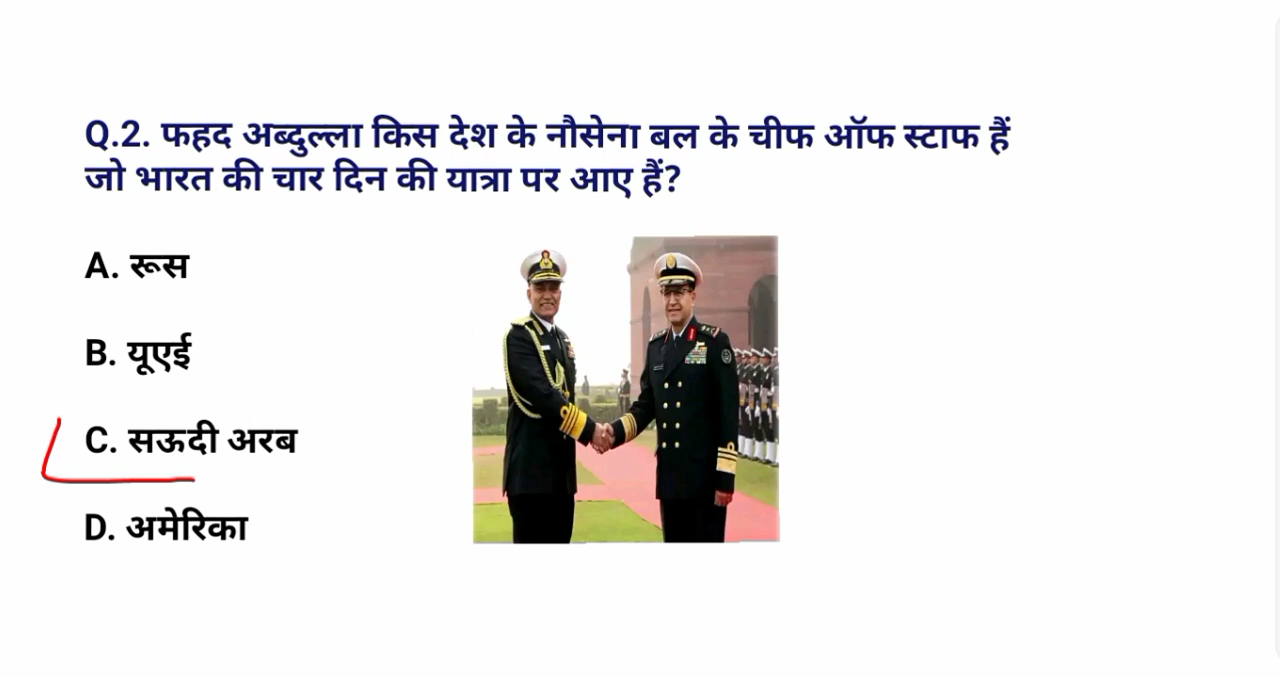 Q.2. फहद अब्दुल्ला किस देश के नौसेना बल के चीफ ऑफ स्टाफ हैं
जो भारत की चार दिन की यात्रा पर आए हैं?
A. रूस
B. यूएई
C. सऊदी अरब
D. अमेरिका